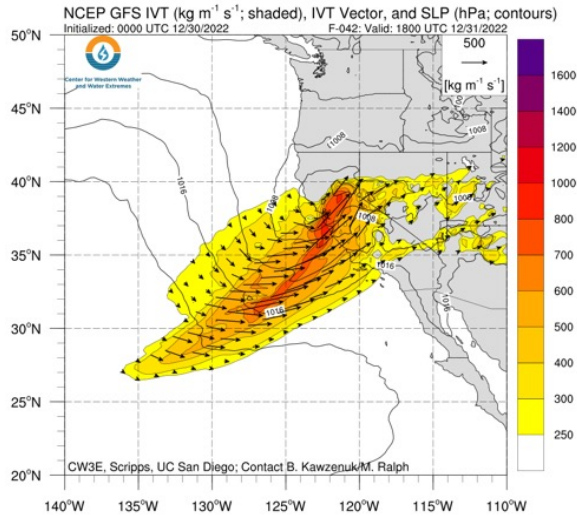 NCEP GFS IVT (kg m⁻¹ s⁻¹; shaded), IVT Vector, and SLP (hPa; contours)
Initialized: 0000 UTC 12/30/2022 F-042: Valid: 1800 UTC 12/31/2022
50°N
45°N
40°N
35°N
30°N
25°N
20°N
Center for Western Weather
and Water Extremes
500
[kg m⁻¹ s⁻¹]
1008
1008
1016
1008
1008
1008
1016
1016
1016
CW3E, Scripps, UC San Diego; Contact B. Kawzenuk/M. Ralph
140°W 135°W 130°W 125°W 120°W 115°W 110°W
1600
1400
1200
1000
800
700
600
500
400
300
250